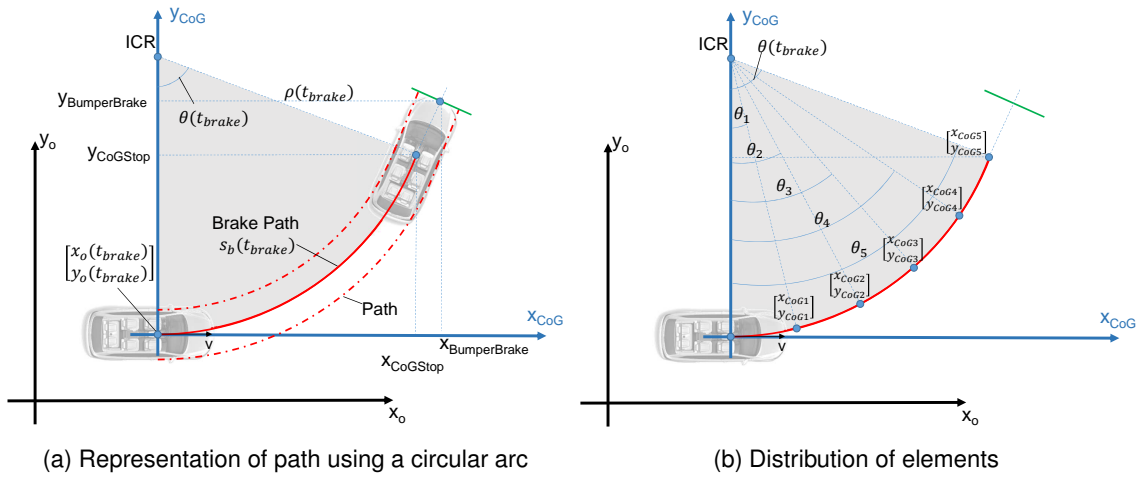 y_CoG
ICR
y_BumperBrake
ρ(t_brake)
θ(t_brake)
y_o
y_CoGStop
Brake Path
s_b(t_brake)
[x_o(t_brake)
y_o(t_brake)]
Path
v
x_CoG
x_BumperBrake
x_CoGStop
x_o
(a) Representation of path using a circular arc
y_CoG
ICR
θ(t_brake)
θ_1
y_o
θ_2
[x_CoG5
y_CoG5]
θ_3
[x_CoG4
y_CoG4]
θ_4
θ_5
[x_CoG3
y_CoG3]
[x_CoG2
y_CoG2]
[x_CoG1
y_CoG1]
v
x_CoG
x_o
(b) Distribution of elements